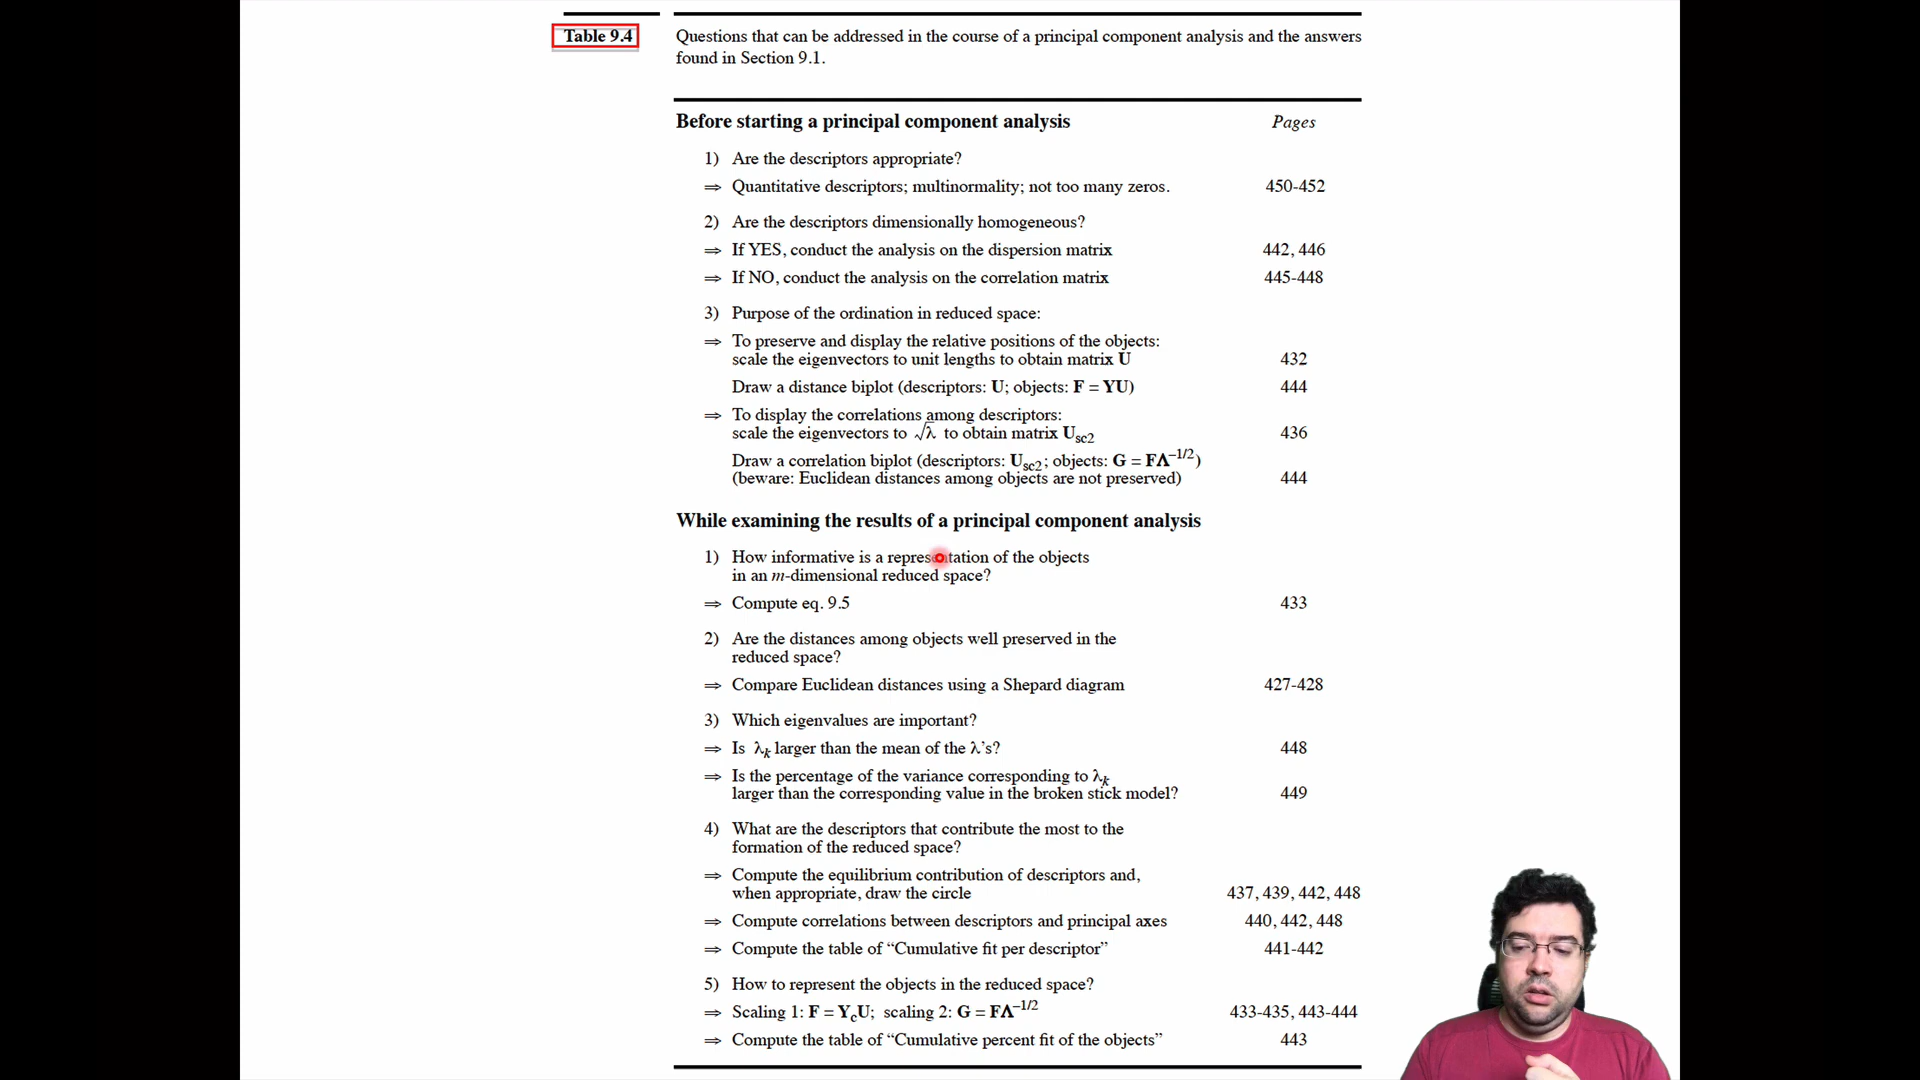 Table 9.4
Questions that can be addressed in the course of a principal component analysis and the answers
found in Section 9.1.
Before starting a principal component analysis Pages
1) Are the descriptors appropriate?
⇒ Quantitative descriptors; multinormality; not too many zeros. 450-452
2) Are the descriptors dimensionally homogeneous?
⇒ If YES, conduct the analysis on the dispersion matrix 442, 446
⇒ If NO, conduct the analysis on the correlation matrix 445-448
3) Purpose of the ordination in reduced space:
⇒ To preserve and display the relative positions of the objects:
scale the eigenvectors to unit lengths to obtain matrix U 432
Draw a distance biplot (descriptors: U; objects: F = YU) 444
⇒ To display the correlations among descriptors:
scale the eigenvectors to √λ to obtain matrix Usc2 436
Draw a correlation biplot (descriptors: Usc2; objects: G = FΛ–1/2)
(beware: Euclidean distances among objects are not preserved) 444
While examining the results of a principal component analysis
1) How informative is a representation of the objects
in an m-dimensional reduced space?
⇒ Compute eq. 9.5 433
2) Are the distances among objects well preserved in the
reduced space?
⇒ Compare Euclidean distances using a Shepard diagram 427-428
3) Which eigenvalues are important?
⇒ Is λk larger than the mean of the λ's? 448
⇒ Is the percentage of the variance corresponding to λk
larger than the corresponding value in the broken stick model? 449
4) What are the descriptors that contribute the most to the
formation of the reduced space?
⇒ Compute the equilibrium contribution of descriptors and,
when appropriate, draw the circle 437, 439, 442, 448
⇒ Compute correlations between descriptors and principal axes 440, 442, 448
⇒ Compute the table of “Cumulative fit per descriptor” 441-442
5) How to represent the objects in the reduced space?
⇒ Scaling 1: F = YcU; scaling 2: G = FΛ–1/2 433-435, 443-444
⇒ Compute the table of “Cumulative percent fit of the objects” 443